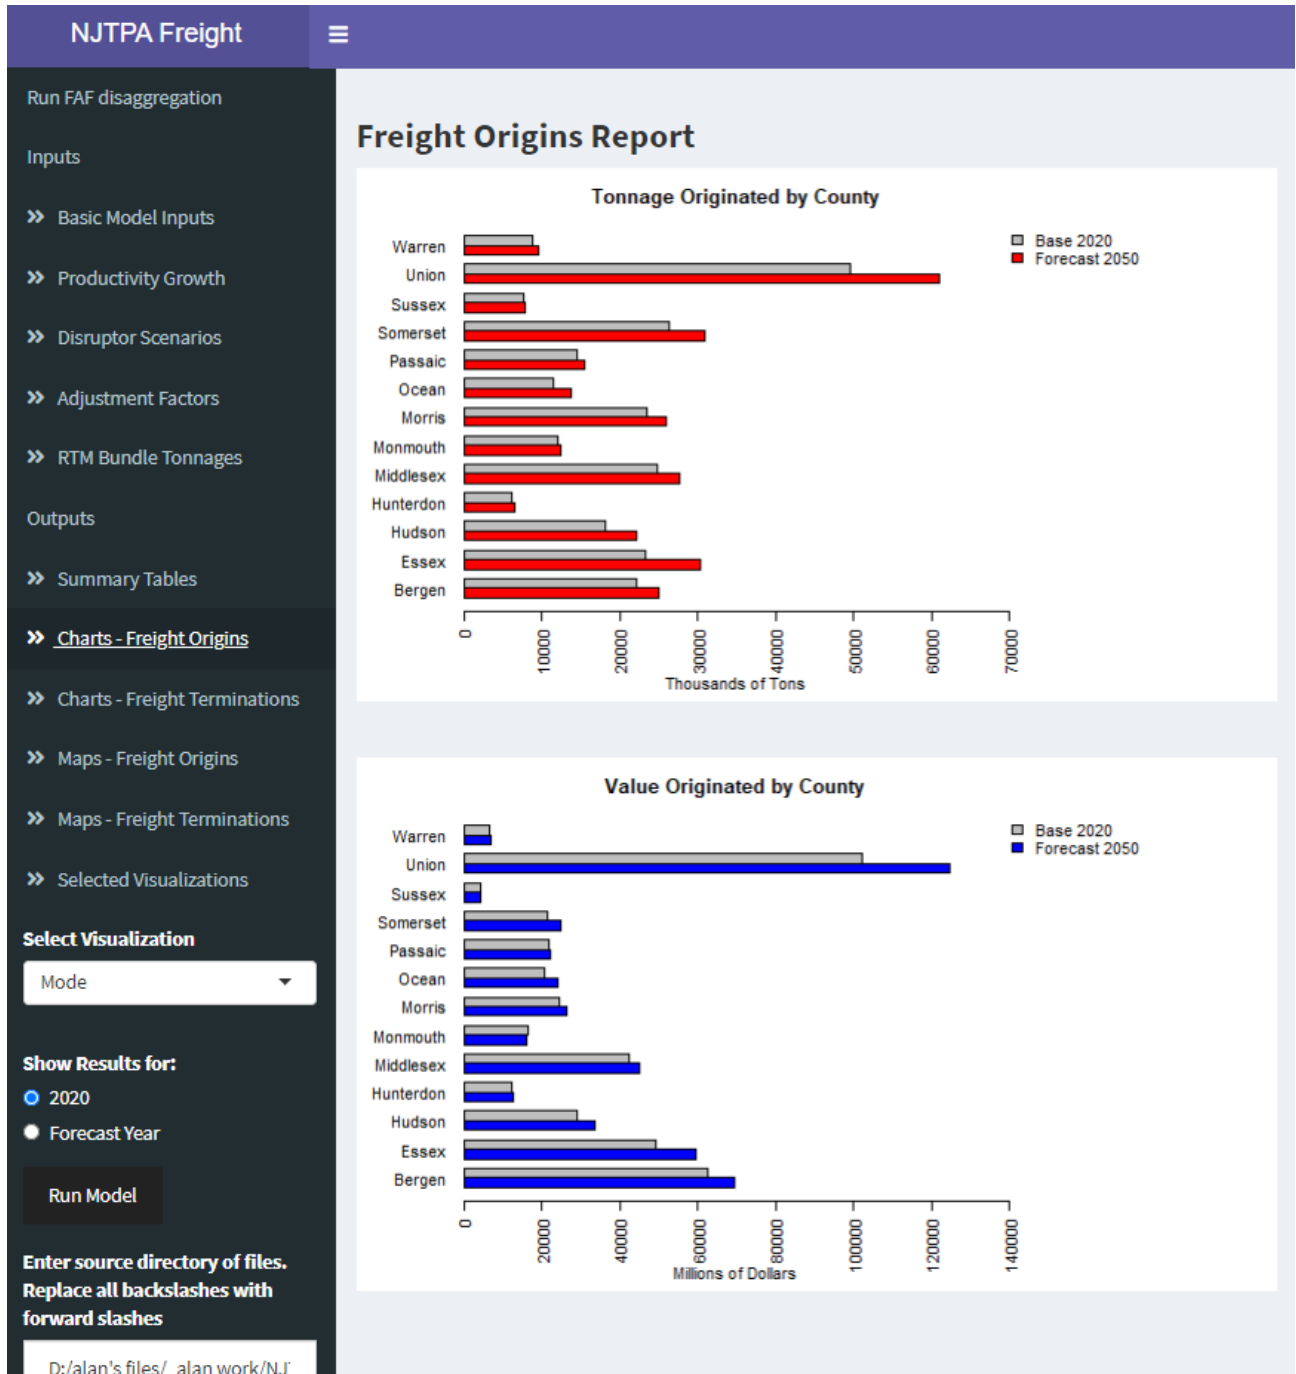 NJTPA Freight
Run FAF disaggregation
Inputs
Basic Model Inputs
Productivity Growth
Disruptor Scenarios
Adjustment Factors
RTM Bundle Tonnages
Outputs
Summary Tables
Charts - Freight Origins
Charts - Freight Terminations
Maps - Freight Origins
Maps - Freight Terminations
Selected Visualizations
Select Visualization
Mode
Show Results for:
2020
Forecast Year
Run Model
Enter source directory of files.
Replace all backslashes with
forward slashes
D:/alan's files/_alan work/NJ
Freight Origins Report
Tonnage Originated by County
Base 2020
Forecast 2050
Warren
Union
Sussex
Somerset
Passaic
Ocean
Morris
Monmouth
Middlesex
Hunterdon
Hudson
Essex
Bergen
0 10000 20000 30000 40000 50000 60000 70000
Thousands of Tons
Value Originated by County
Base 2020
Forecast 2050
Warren
Union
Sussex
Somerset
Passaic
Ocean
Morris
Monmouth
Middlesex
Hunterdon
Hudson
Essex
Bergen
0 20000 40000 60000 80000 100000 120000 140000
Millions of Dollars